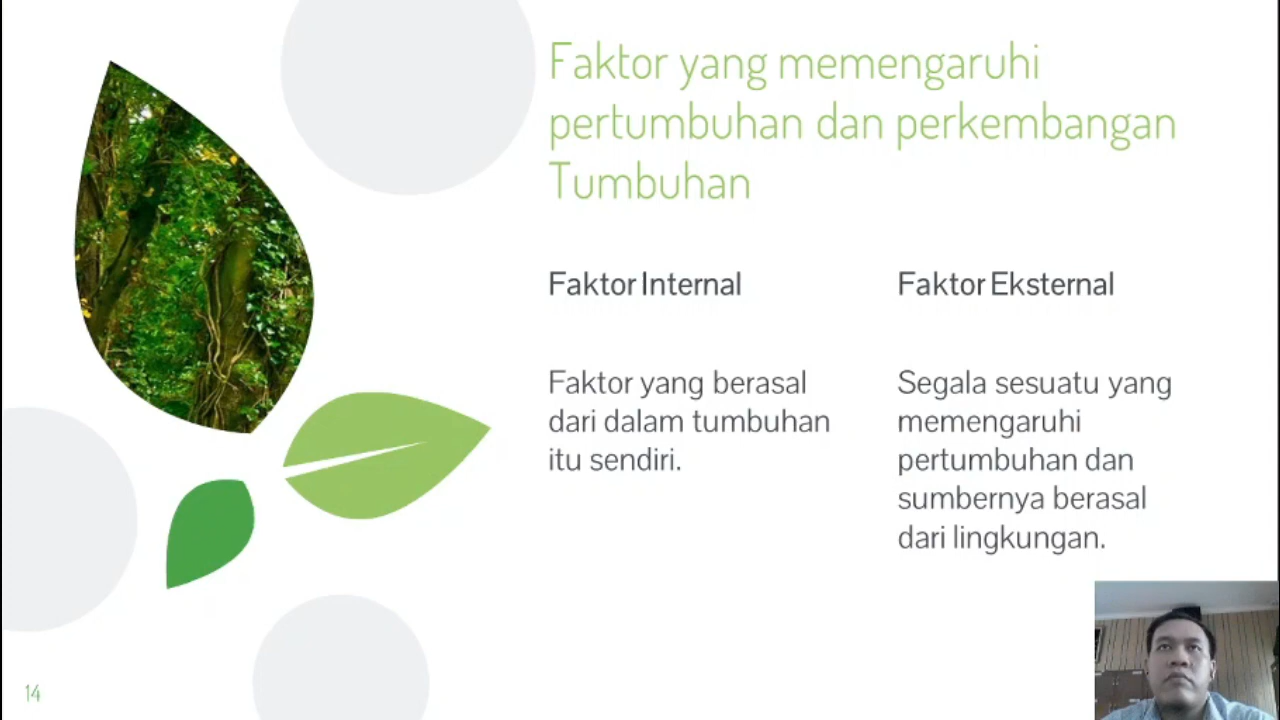 Faktor yang memengaruhi
pertumbuhan dan perkembangan
Tumbuhan
Faktor Internal
Faktor yang berasal
dari dalam tumbuhan
itu sendiri.
Faktor Eksternal
Segala sesuatu yang
memengaruhi
pertumbuhan dan
sumbernya berasal
dari lingkungan.
14